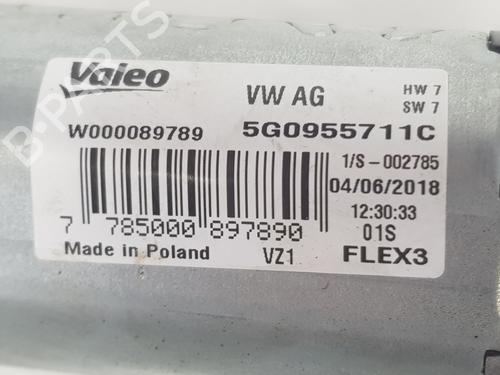 Valeo
VW AG
HW 7
SW 7
W000089789
5G0955711C
1/S-002785
04/06/2018
12:30:33
7 785000 897890
01S
Made in Poland
VZ1
FLEX3
B-PARTS